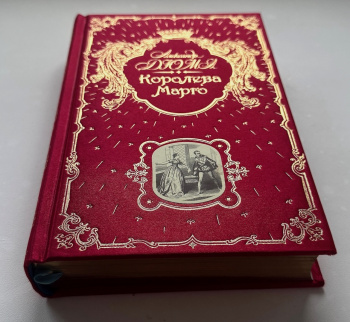 Александр
ДЮМА
Королева
Марго